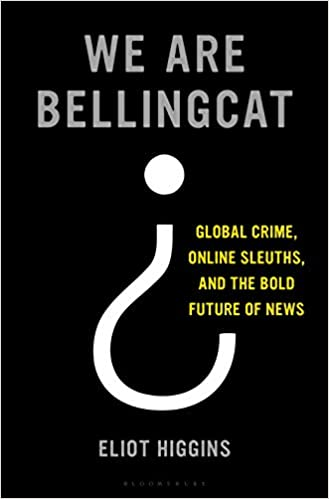 WE ARE
BELLINGCAT
¿
GLOBAL CRIME,
ONLINE SLEUTHS,
AND THE BOLD
FUTURE OF NEWS
ELIOT HIGGINS
BLOOMSBURY